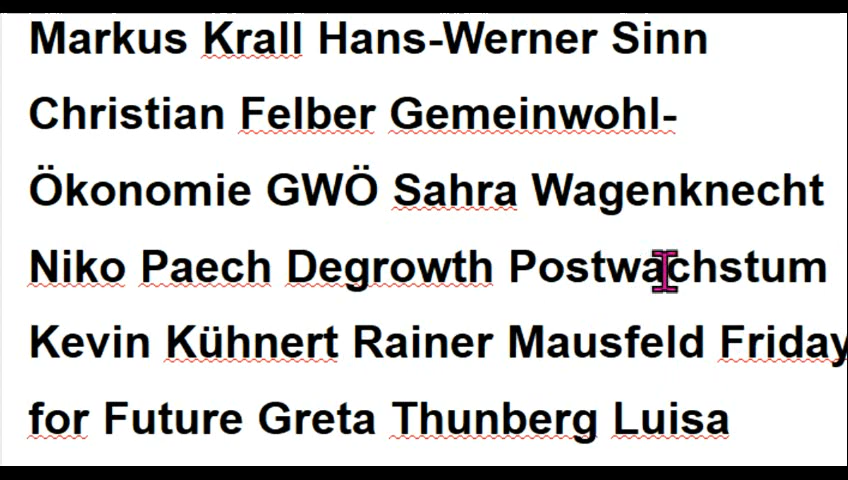 Markus Krall Hans-Werner Sinn
Christian Felber Gemeinwohl-
Ökonomie GWÖ Sahra Wagenknecht
Niko Paech Degrowth Postwachstum
Kevin Kühnert Rainer Mausfeld Friday
for Future Greta Thunberg Luisa